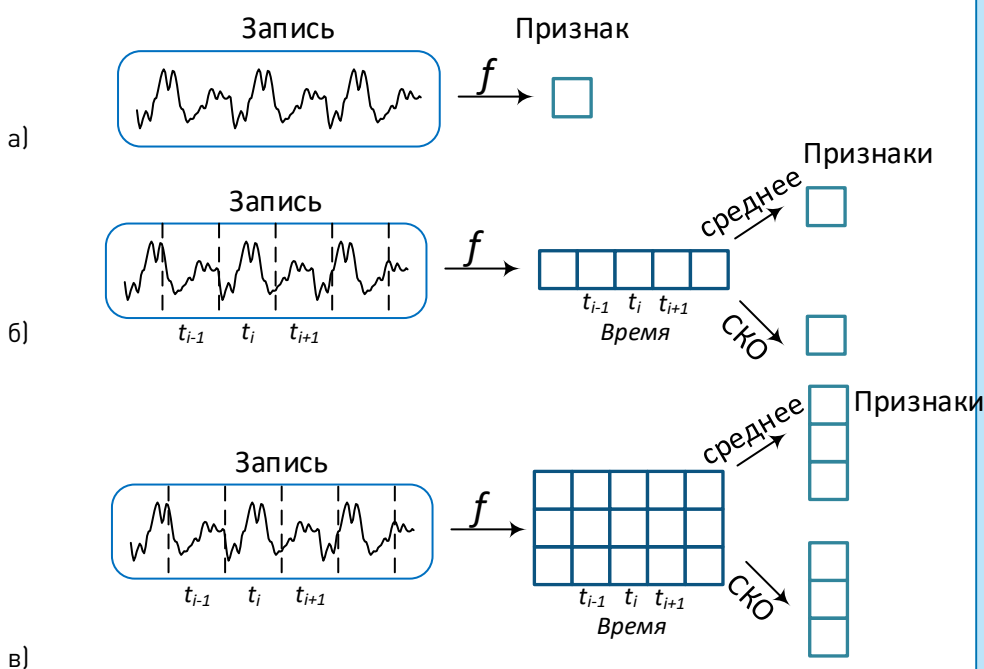 Запись
Признак
f
а)
Признаки
Запись
среднее
f
t_{i-1} t_i t_{i+1}
t_{i-1} t_i t_{i+1}
Время
СКО
б)
Признаки
среднее
Запись
f
t_{i-1} t_i t_{i+1}
t_{i-1} t_i t_{i+1}
Время
СКО
в)